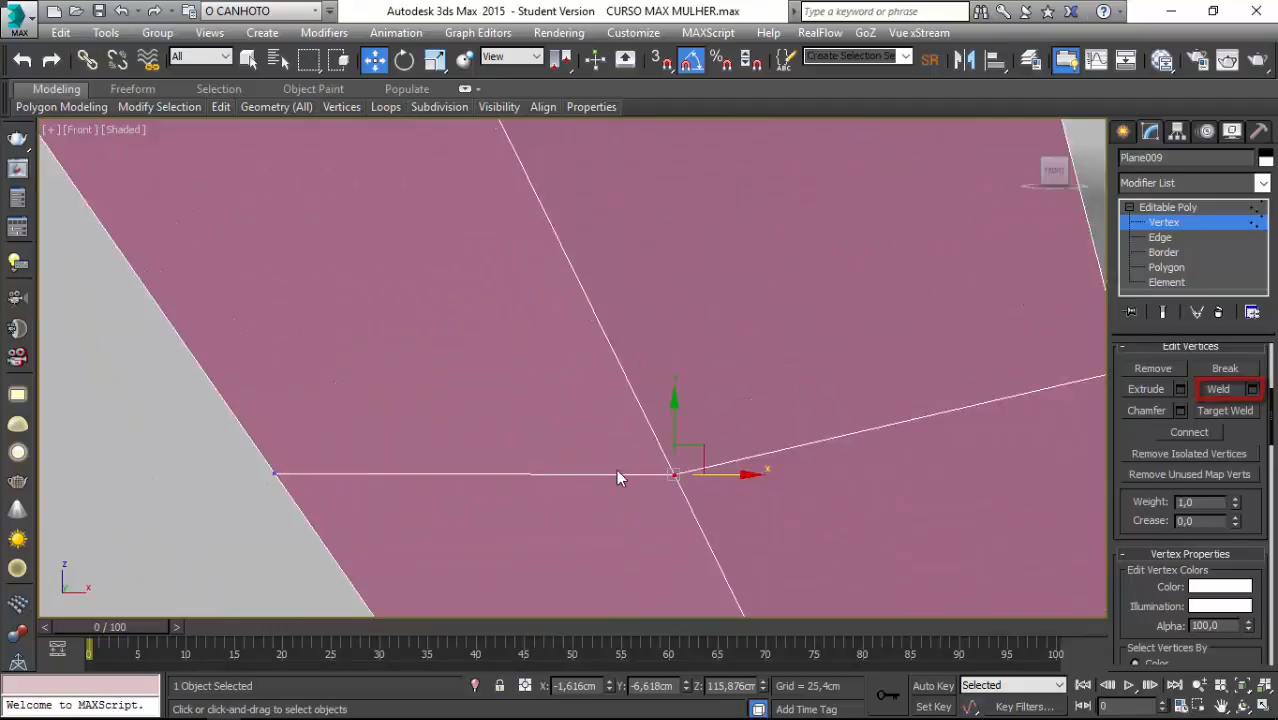 MAX
O CANHOTO
Autodesk 3ds Max 2015 - Student Version CURSO MAX MULHER.max
Type a keyword or phrase
Edit Tools Group Views Create Modifiers Animation Graph Editors Rendering Customize MAXScript Help RealFlow GoZ Vue xStream
All
View
3
Create Selection Se
SR
Modeling Freeform Selection Object Paint Populate
Polygon Modeling Modify Selection Edit Geometry (All) Vertices Loops Subdivision Visibility Align Properties
[ + ] [Front ] [Shaded ]
FRONT
x
z
x
Plane009
Modifier List
Editable Poly
Vertex
Edge
Border
Polygon
Element
Edit Vertices
Remove Break
Extrude Weld
Chamfer Target Weld
Connect
Remove Isolated Vertices
Remove Unused Map Verts
Weight: 1,0
Crease: 0,0
Vertex Properties
Edit Vertex Colors
Color:
Illumination:
Alpha: 100,0
Select Vertices By
Color
< 0 / 100 >
0 5 10 15 20 25 30 35 40 45 50 55 60 65 70 75 80 85 90 95 100
Welcome to MAXScript.
1 Object Selected
Click or click-and-drag to select objects
X: -1,616cm Y: -6,618cm Z: 115,876cm
Grid = 25,4cm
Add Time Tag
Auto Key Selected
Set Key Key Filters...
0